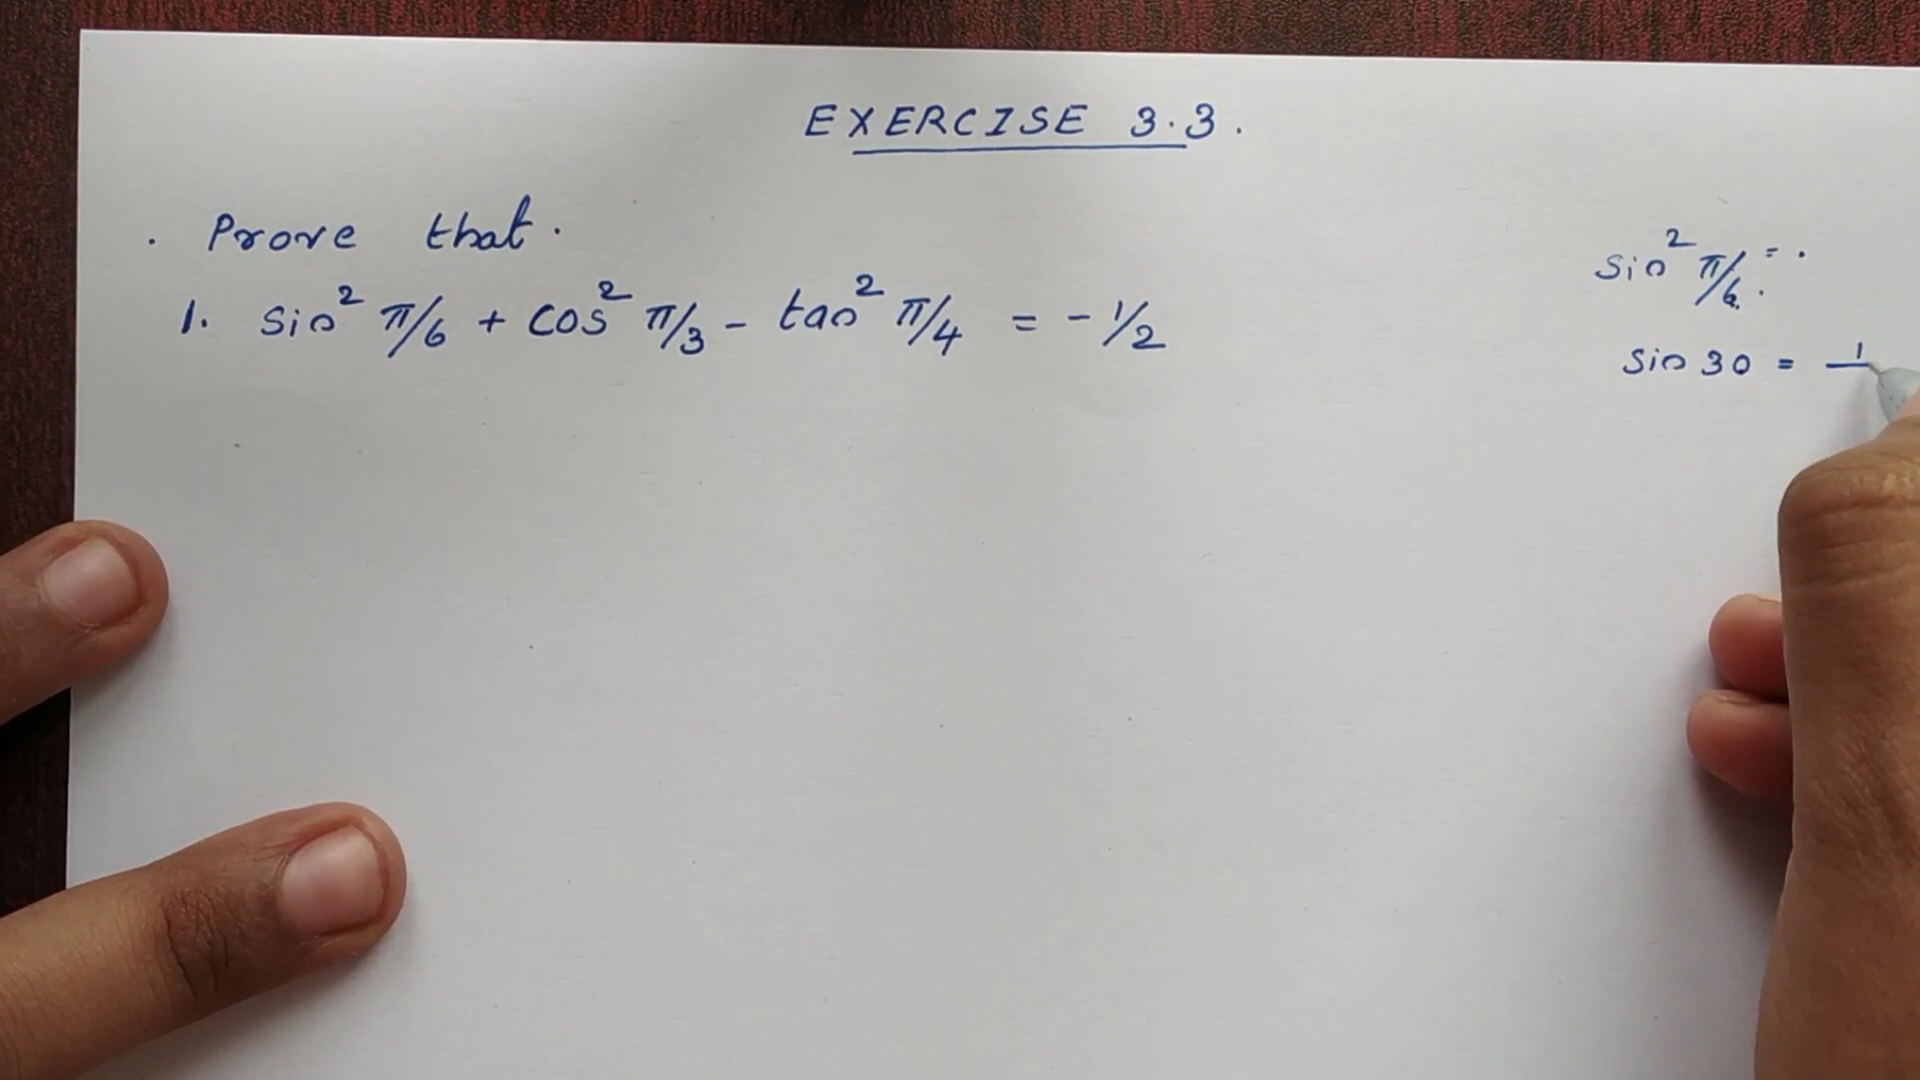 EXERCISE 3.3.
. Prove that.
1. sin² π/6 + cos² π/3 - tan² π/4 = - 1/2
sin² π/6 = .
sin 30 = 1